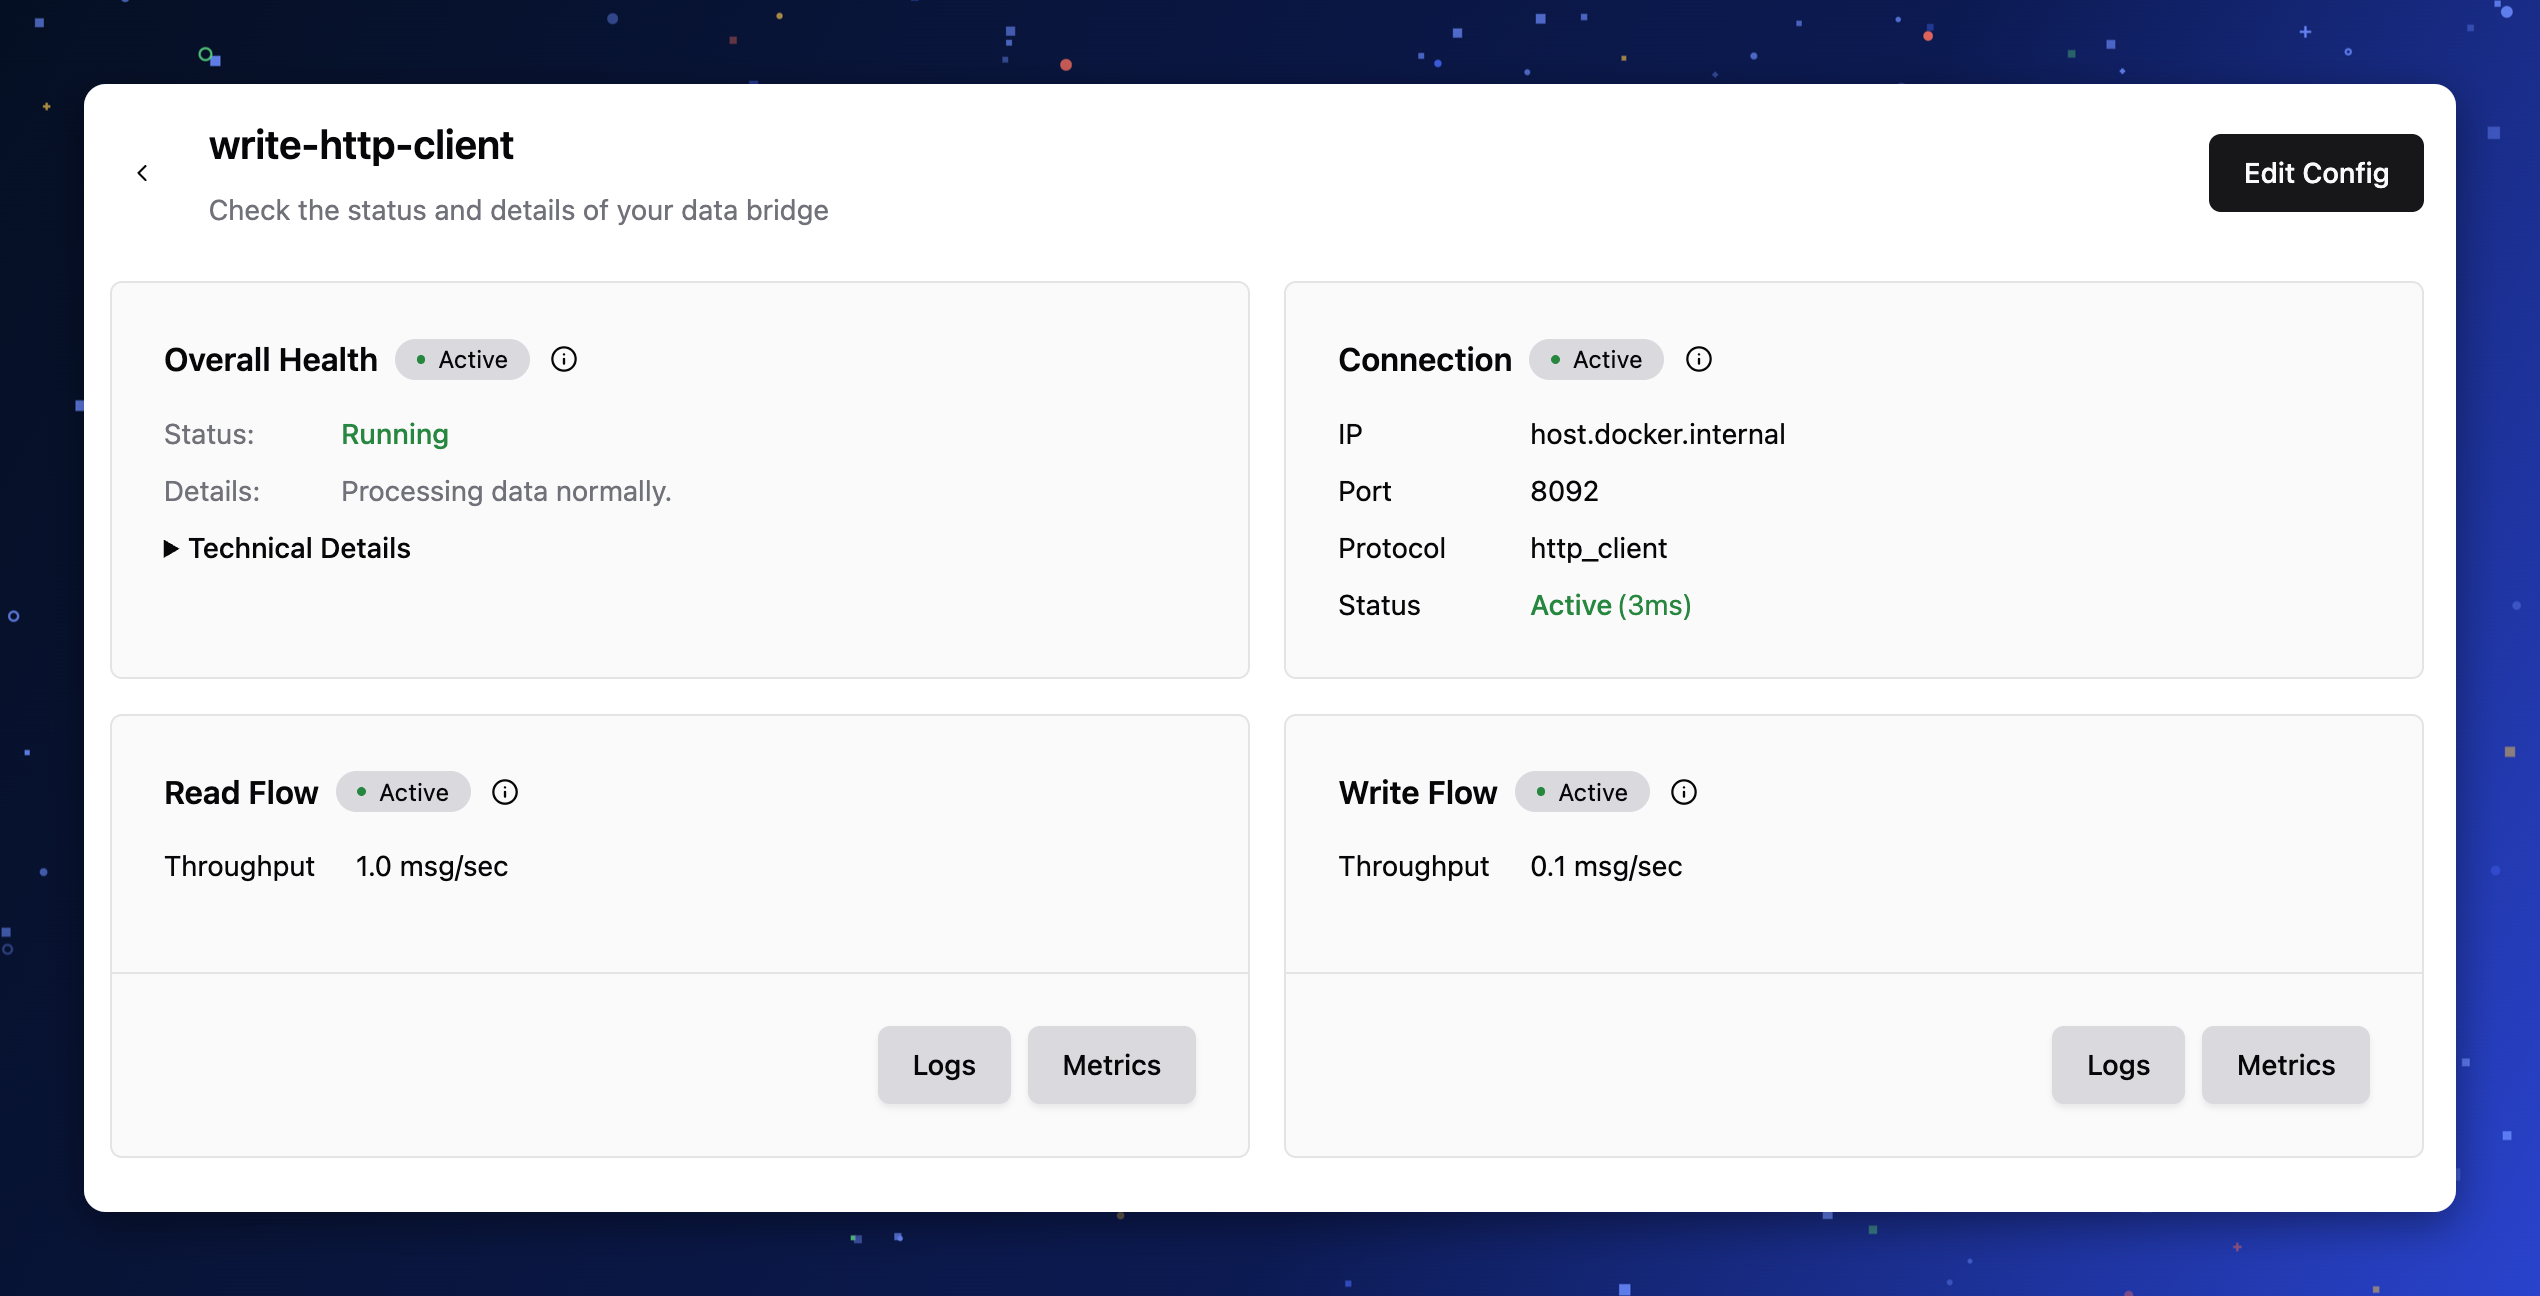 write-http-client
Check the status and details of your data bridge
Edit Config
Overall Health
Active
Status: Running
Details: Processing data normally.
Technical Details
Connection
Active
IP host.docker.internal
Port 8092
Protocol http_client
Status Active (3ms)
Read Flow
Active
Throughput 1.0 msg/sec
Logs
Metrics
Write Flow
Active
Throughput 0.1 msg/sec
Logs
Metrics